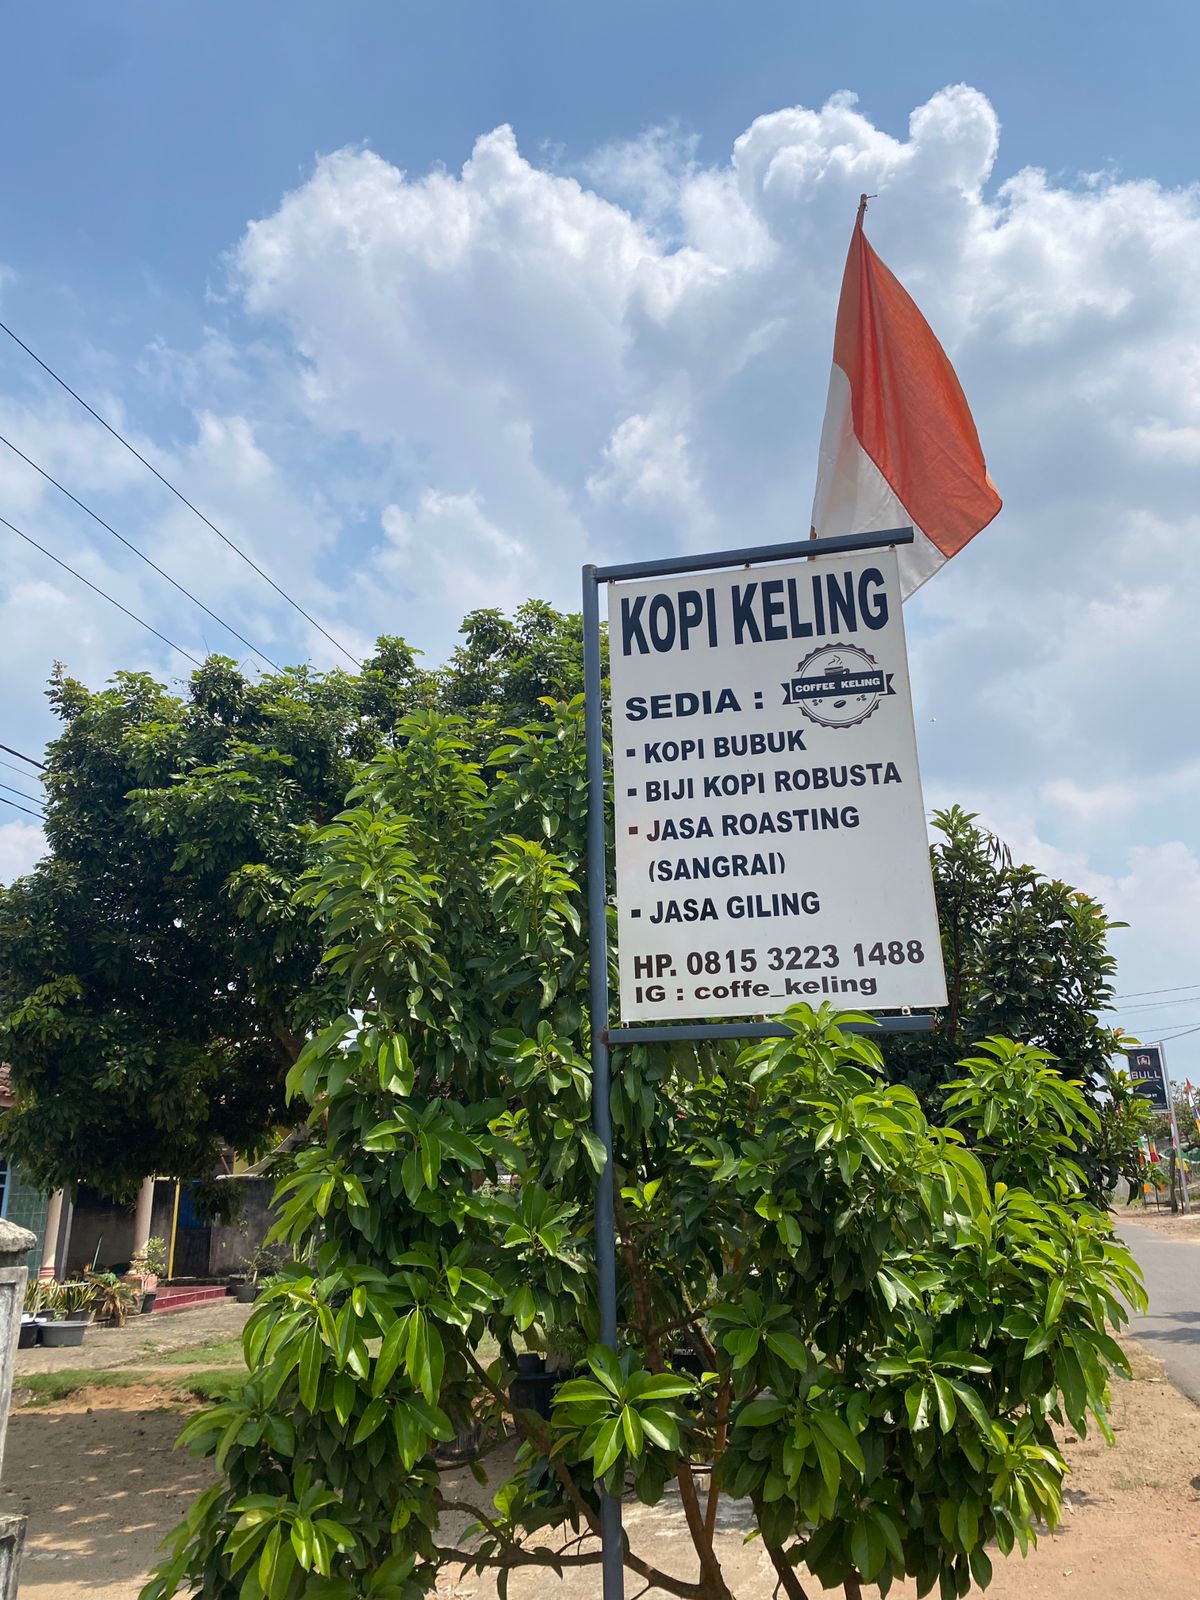 KOPI KELING
COFFEE KELING
SEDIA :
▪ KOPI BUBUK
▪ BIJI KOPI ROBUSTA
▪ JASA ROASTING
(SANGRAI)
▪ JASA GILING
HP. 0815 3223 1488
IG : coffe_keling
BULL